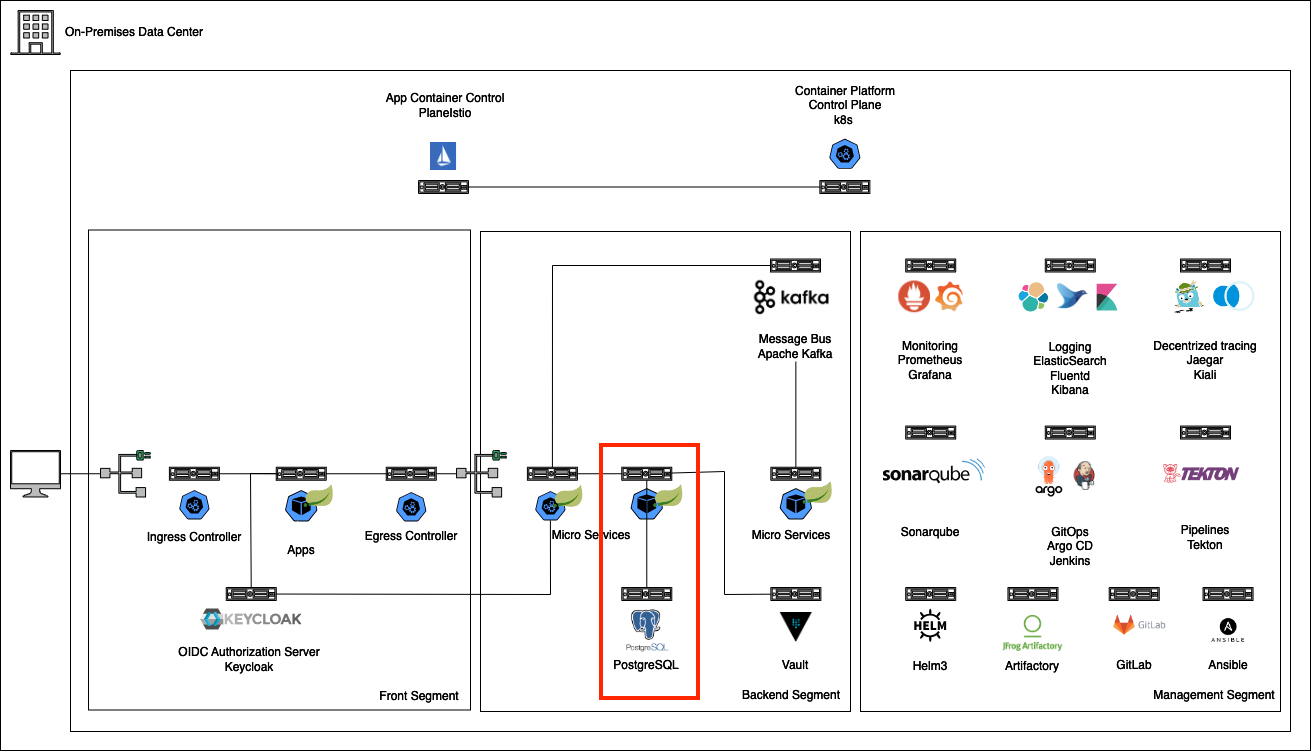 On-Premises Data Center
App Container Control
PlaneIstio
Container Platform
Control Plane
k8s
Ingress Controller
Apps
Egress Controller
KEYCLOAK
OIDC Authorization Server
Keycloak
Front Segment
kafka
Message Bus
Apache Kafka
Micro Services
Micro Services
PostgreSQL
PostgreSQL
Vault
Backend Segment
Monitoring
Prometheus
Grafana
Logging
ElasticSearch
Fluentd
Kibana
Decentrized tracing
Jaegar
Kiali
sonarqube
Sonarqube
argo
GitOps
Argo CD
Jenkins
TEKTON
Pipelines
Tekton
HELM
Helm3
JFrog Artifactory
Artifactory
GitLab
GitLab
ANSIBLE
Ansible
Management Segment